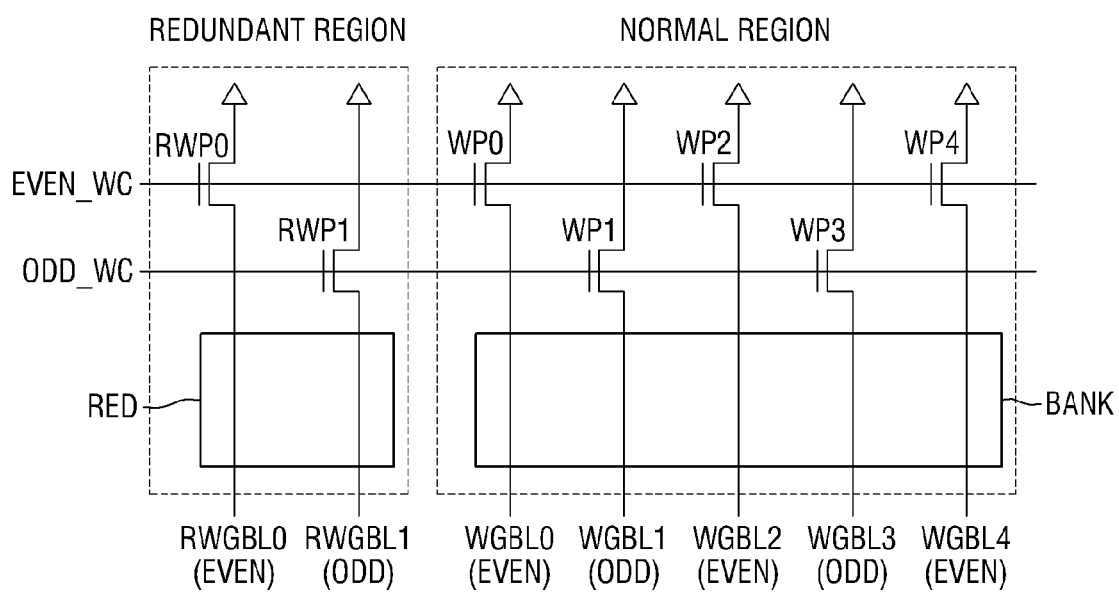 REDUNDANT REGION
NORMAL REGION
RWP0
WP0
WP2
WP4
EVEN_WC
RWP1
WP1
WP3
ODD_WC
RED
BANK
RWGBL0
(EVEN)
RWGBL1
(ODD)
WGBL0
(EVEN)
WGBL1
(ODD)
WGBL2
(EVEN)
WGBL3
(ODD)
WGBL4
(EVEN)